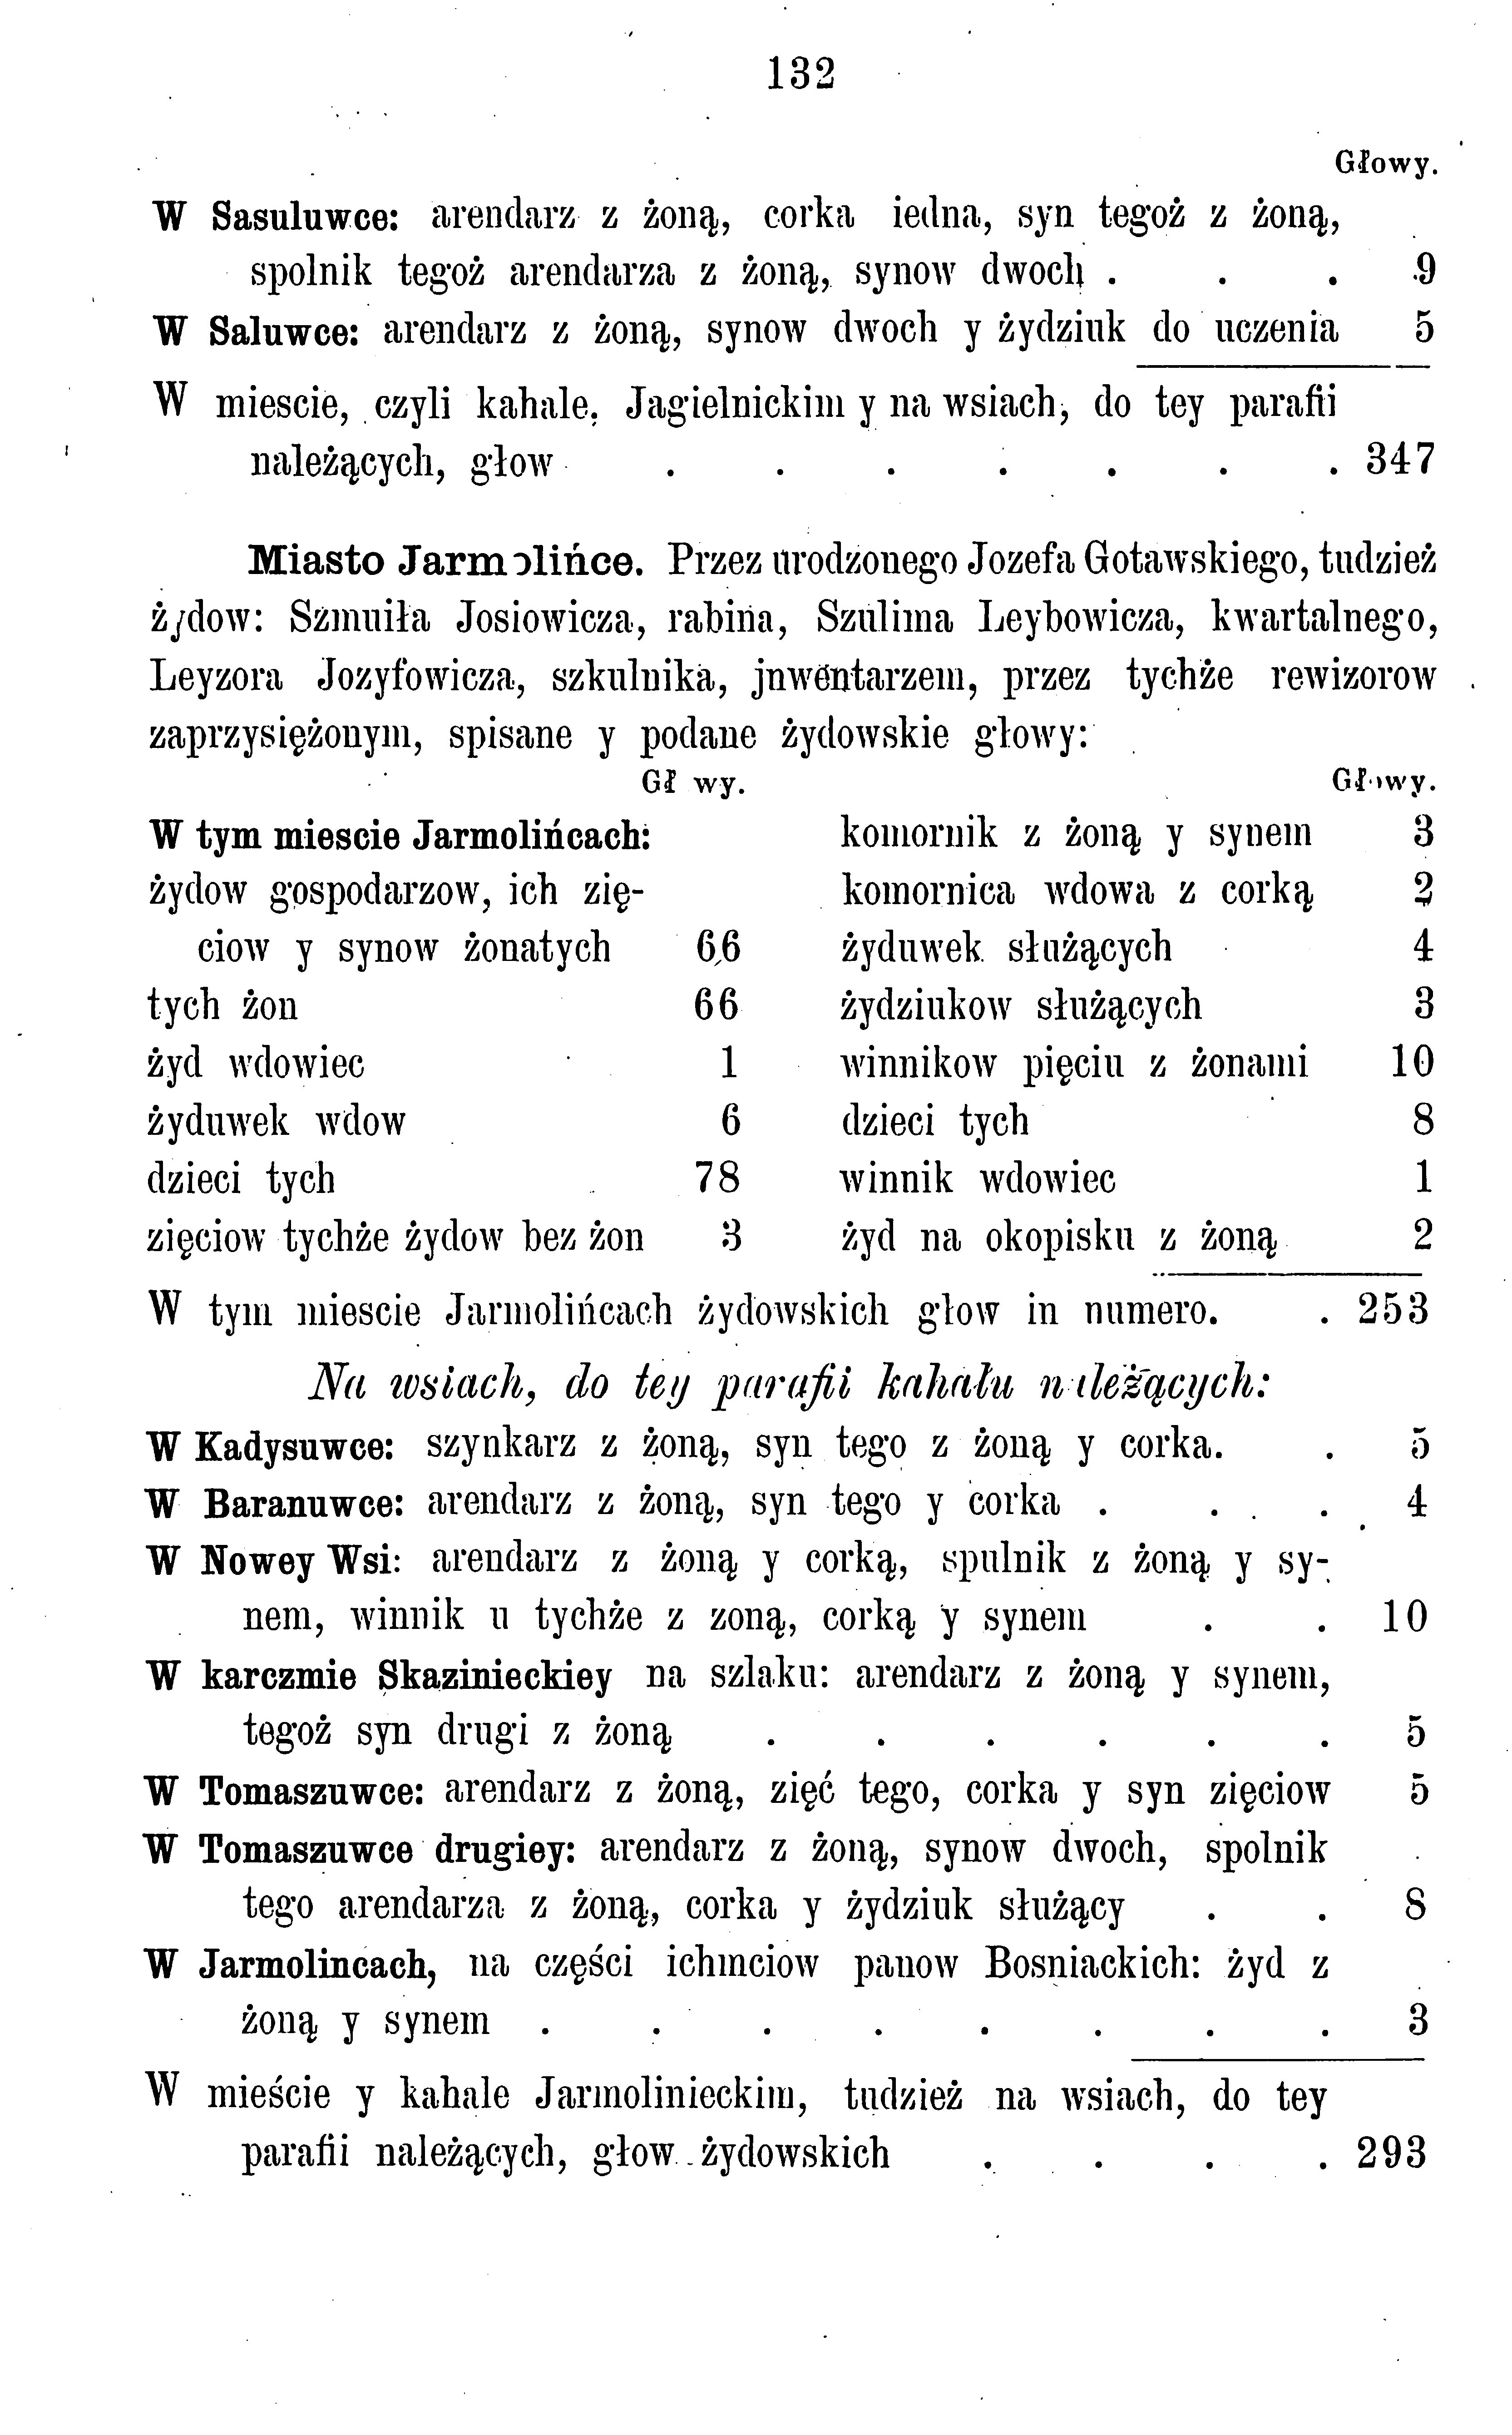 132
Głowy.
W Sasuluwce: arendarz z żoną, corka iedna, syn tegoż z żoną,
spolnik tegoż arendarza z żoną, synow dwoch . . . 9
W Saluwce: arendarz z żoną, synow dwoch y żydziuk do uczenia 5
W miescie, czyli kahale, Jagielnickim y na wsiach, do tey parafii
należących, głow . . . . . . . 347
Miasto Jarmolińce. Przez urodzonego Jozefa Gotawskiego, tudzież
żydow: Szmuiła Josiowicza, rabina, Szulima Leybowicza, kwartalnego,
Leyzora Jozyfowicza, szkulnika, jnwentarzem, przez tychże rewizorow
zaprzysiężonym, spisane y podane żydowskie głowy:
Gł wy.
W tym miescie Jarmolińcach:
żydow gospodarzow, ich zię-
ciow y synow żonatych 66
tych żon 66
żyd wdowiec 1
żyduwek wdow 6
dzieci tych 78
zięciow tychże żydow bez żon 3
Głowy.
komornik z żoną y synem 3
komornica wdowa z corką 2
żyduwek służących 4
żydziukow służących 3
winnikow pięciu z żonami 10
dzieci tych 8
winnik wdowiec 1
żyd na okopisku z żoną 2
W tym miescie Jarmolińcach żydowskich głow in numero. . 253
Na wsiach, do tey parafii kahału należących:
W Kadysuwce: szynkarz z żoną, syn tego z żoną y corka. . 5
W Baranuwce: arendarz z żoną, syn tego y corka . . . 4
W Nowey Wsi: arendarz z żoną y corką, spulnik z żoną y sy-
nem, winnik u tychże z zoną, corką y synem . . 10
W karczmie Skazinieckiey na szlaku: arendarz z żoną y synem,
tegoż syn drugi z żoną . . . . . . 5
W Tomaszuwce: arendarz z żoną, zięć tego, corka y syn zięciow 5
W Tomaszuwce drugiey: arendarz z żoną, synow dwoch, spolnik
tego arendarza z żoną, corka y żydziuk służący . . 8
W Jarmolincach, na części ichmciow panow Bosniackich: żyd z
żoną y synem . . . . . . . . 3
W mieście y kahale Jarmolinieckim, tudzież na wsiach, do tey
parafii należących, głow żydowskich . . . . 293